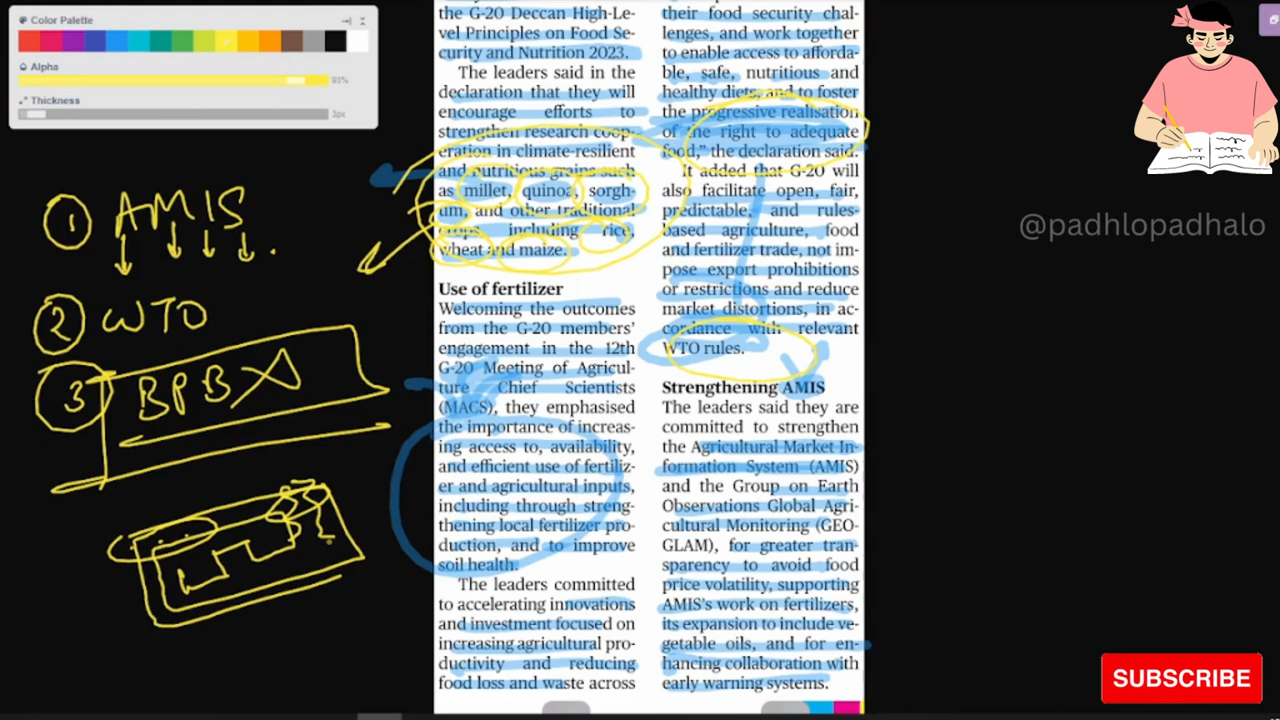 Color Palette
Alpha
93%
Thickness
3px
① AMIS
② WTO
③ BPBX
the G-20 Deccan High-Le-
vel Principles on Food Se-
curity and Nutrition 2023.
The leaders said in the
declaration that they will
encourage efforts to
strengthen research coop-
eration in climate-resilient
and nutritious grains such
as millet, quinoa, sorgh-
um, and other traditional
crops including rice,
wheat and maize.
Use of fertilizer
Welcoming the outcomes
from the G-20 members’
engagement in the 12th
G-20 Meeting of Agricul-
ture Chief Scientists
(MACS), they emphasised
the importance of increas-
ing access to, availability,
and efficient use of fertiliz-
er and agricultural inputs,
including through streng-
thening local fertilizer pro-
duction, and to improve
soil health.
The leaders committed
to accelerating innovations
and investment focused on
increasing agricultural pro-
ductivity and reducing
food loss and waste across
their food security chal-
lenges, and work together
to enable access to afforda-
ble, safe, nutritious and
healthy diets, and to foster
the progressive realisation
of the right to adequate
food,” the declaration said.
It added that G-20 will
also facilitate open, fair,
predictable, and rules-
based agriculture, food
and fertilizer trade, not im-
pose export prohibitions
or restrictions and reduce
market distortions, in ac-
cordance with relevant
WTO rules.
Strengthening AMIS
The leaders said they are
committed to strengthen
the Agricultural Market In-
formation System (AMIS)
and the Group on Earth
Observations Global Agri-
cultural Monitoring (GEO-
GLAM), for greater tran-
sparency to avoid food
price volatility, supporting
AMIS’s work on fertilizers,
its expansion to include ve-
getable oils, and for en-
hancing collaboration with
early warning systems.
@padhlopadhalo
SUBSCRIBE